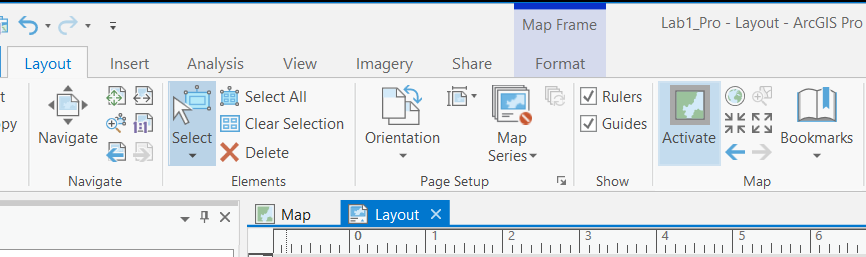 Map Frame
Lab1_Pro - Layout - ArcGIS Pro
Layout Insert Analysis View Imagery Share Format
Select All
Rulers
Clear Selection
Guides
Navigate Select Orientation Map Activate Bookmarks
1:1
Delete
Series
Navigate Elements Page Setup Show Map
Map Layout
0 1 2 3 4 5 6